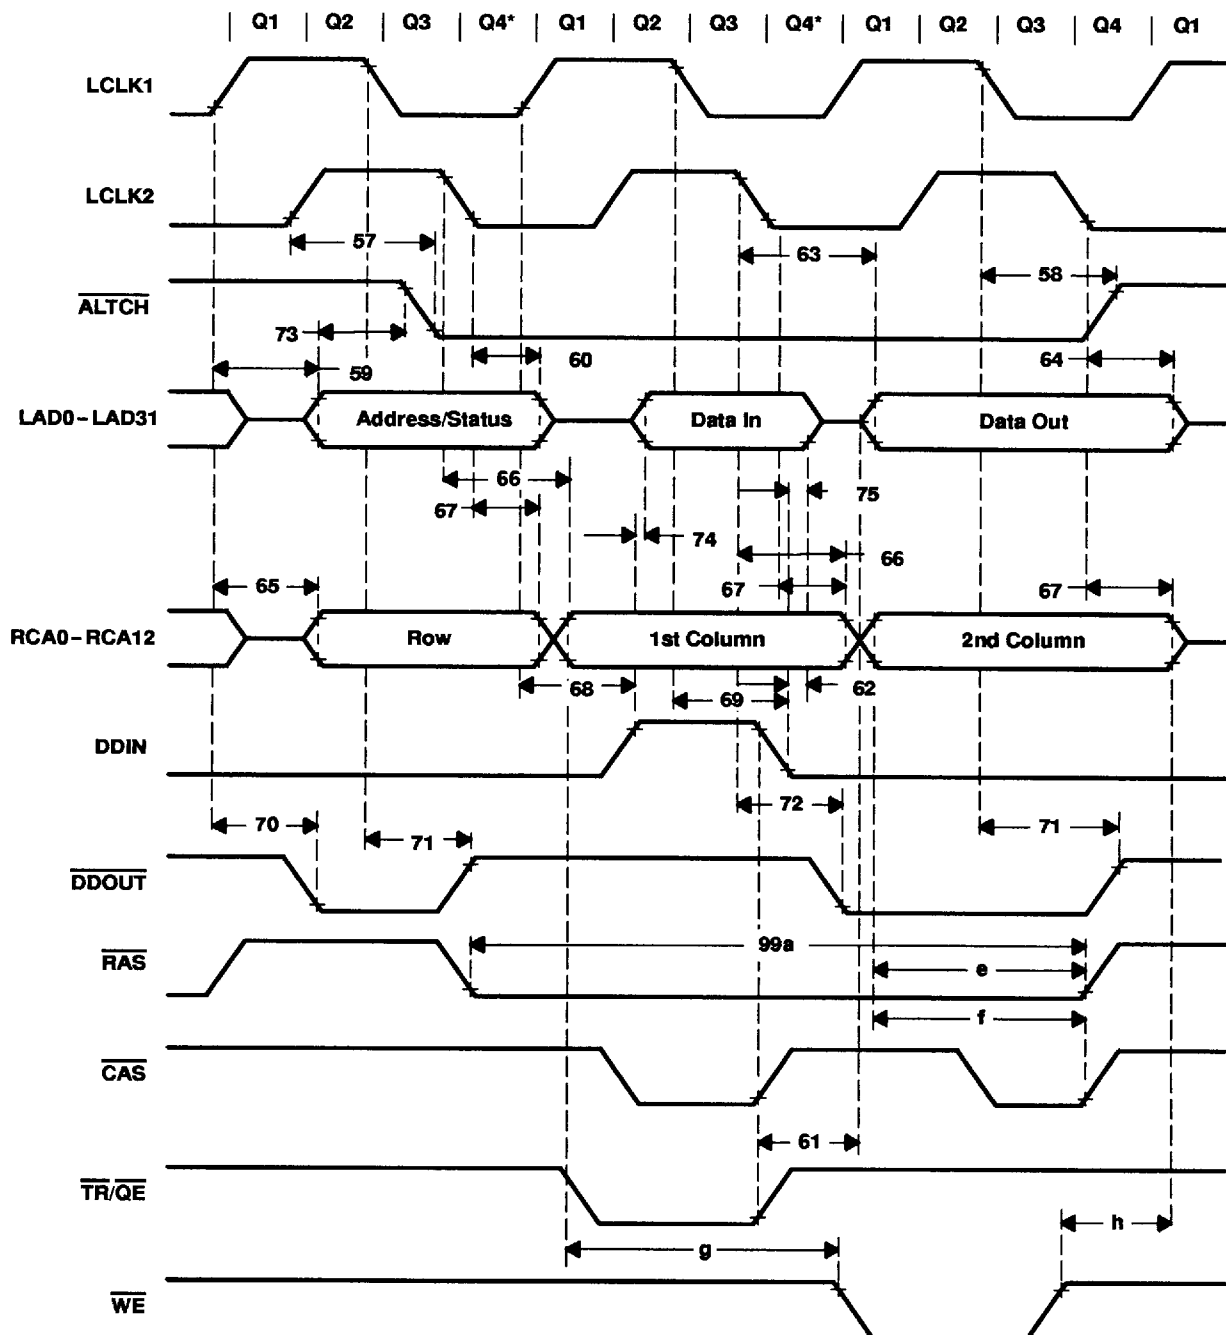 Q1 Q2 Q3 Q4* Q1 Q2 Q3 Q4* Q1 Q2 Q3 Q4 Q1
LCLK1
LCLK2
57
63
58
ALTCH
73
60
64
59
LAD0–LAD31 Address/Status Data In Data Out
66
75
67
74
66
65
67
67
RCA0–RCA12 Row 1st Column 2nd Column
68
69
62
DDIN
72
70
71
71
DDOUT
99a
RAS
e
f
CAS
61
TR/QE
h
g
WE